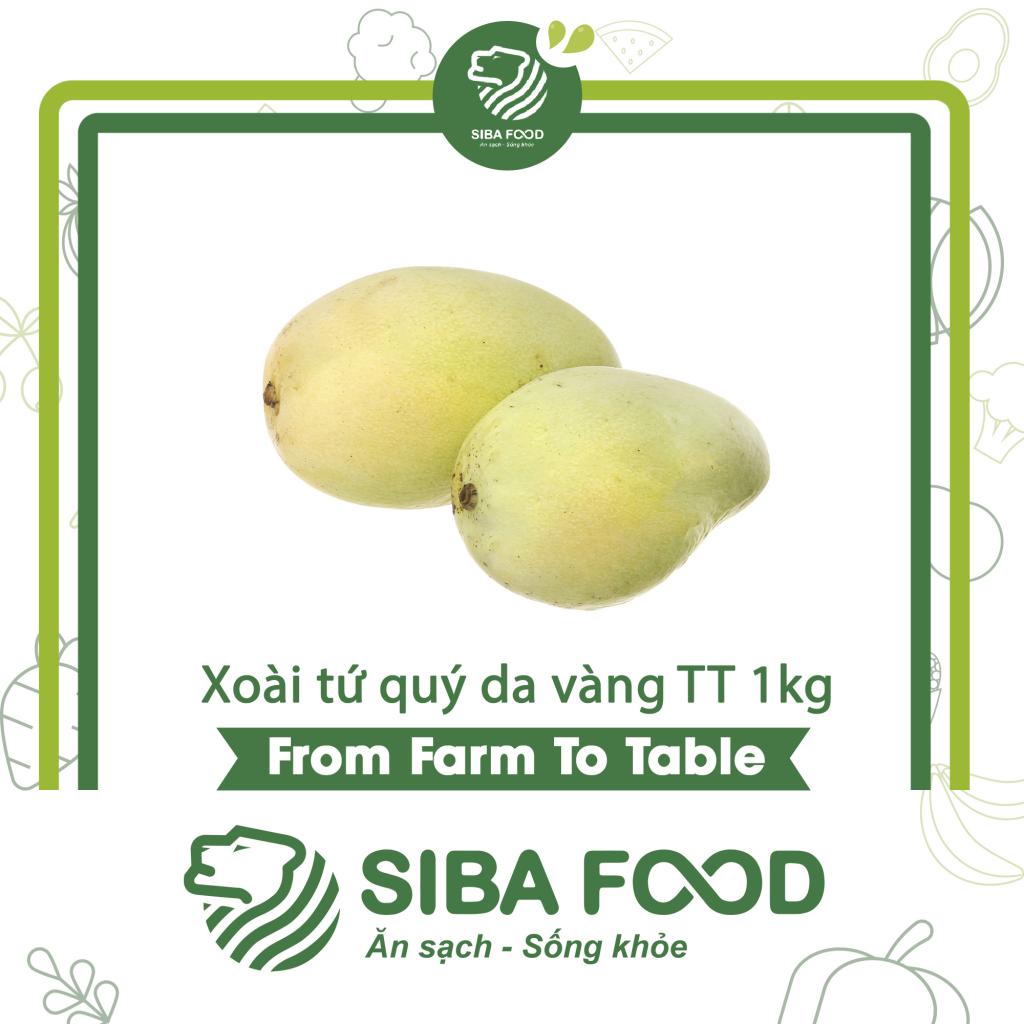 SIBA FOOD
Ăn sạch - Sống khỏe
Xoài tứ quý da vàng TT 1kg
From Farm To Table
SIBA FOOD
Ăn sạch - Sống khỏe